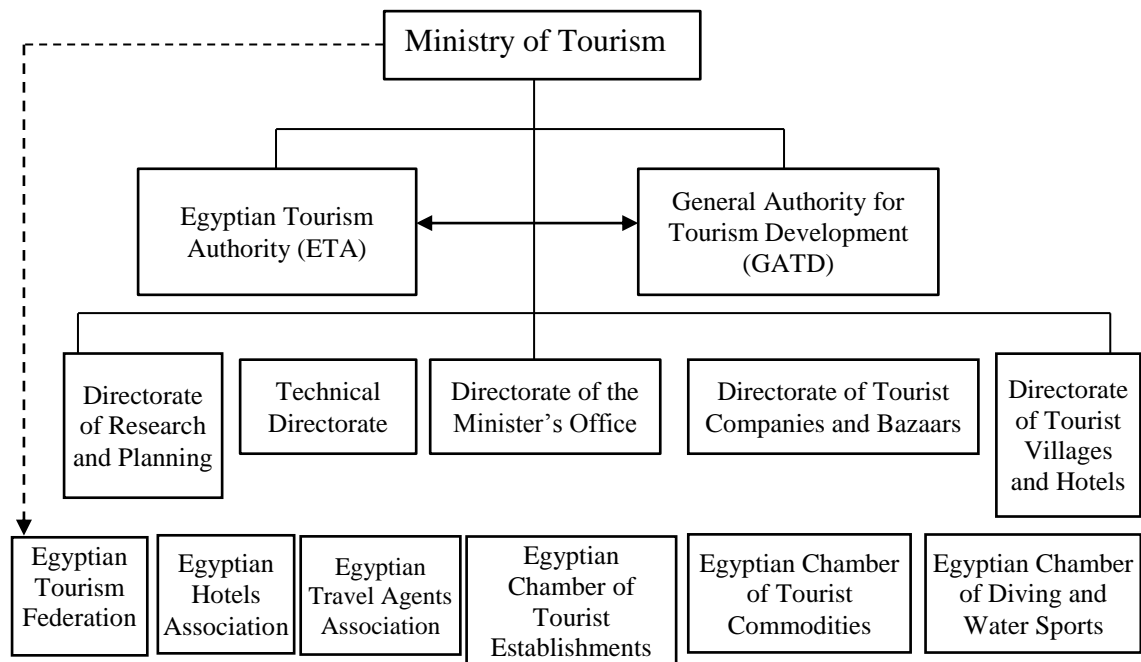 Ministry of Tourism
Egyptian Tourism
Authority (ETA)
General Authority for
Tourism Development
(GATD)
Directorate
of Research
and Planning
Technical
Directorate
Directorate of the
Minister’s Office
Directorate of Tourist
Companies and Bazaars
Directorate
of Tourist
Villages
and Hotels
Egyptian
Tourism
Federation
Egyptian
Hotels
Association
Egyptian
Travel Agents
Association
Egyptian
Chamber of
Tourist
Establishments
Egyptian Chamber
of Tourist
Commodities
Egyptian Chamber
of Diving and
Water Sports